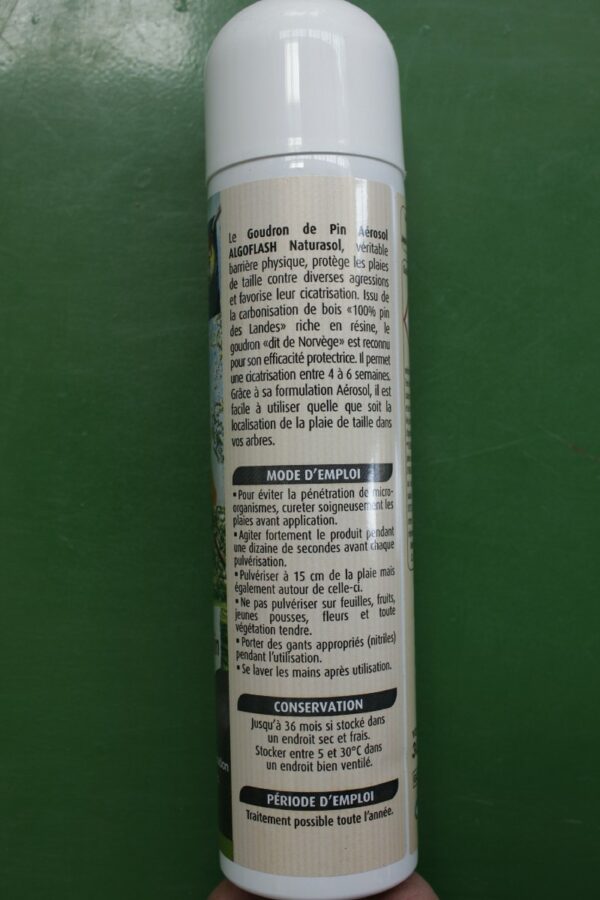 Le Goudron de Pin Aérosol
ALGOFLASH Naturasol, véritable
barrière physique, protège les plaies
de taille contre diverses agressions
et favorise leur cicatrisation. Issu de
la carbonisation de bois «100% pin
des Landes» riche en résine, le
goudron «dit de Norvège» est reconnu
pour son efficacité protectrice. Il permet
une cicatrisation entre 4 à 6 semaines.
Grâce à sa formulation Aérosol, il est
facile à utiliser quelle que soit la
localisation de la plaie de taille dans
vos arbres.
MODE D'EMPLOI
▪Pour éviter la pénétration de micro-
organismes, cureter soigneusement les
plaies avant application.
▪Agiter fortement le produit pendant
une dizaine de secondes avant chaque
pulvérisation.
▪Pulvériser à 15 cm de la plaie mais
également autour de celle-ci.
▪Ne pas pulvériser sur feuilles, fruits,
jeunes pousses, fleurs et toute
végétation tendre.
▪Porter des gants appropriés (nitriles)
pendant l'utilisation.
▪Se laver les mains après utilisation.
CONSERVATION
Jusqu'à 36 mois si stocké dans
un endroit sec et frais.
Stocker entre 5 et 30°C dans
un endroit bien ventilé.
PÉRIODE D'EMPLOI
Traitement possible toute l'année.